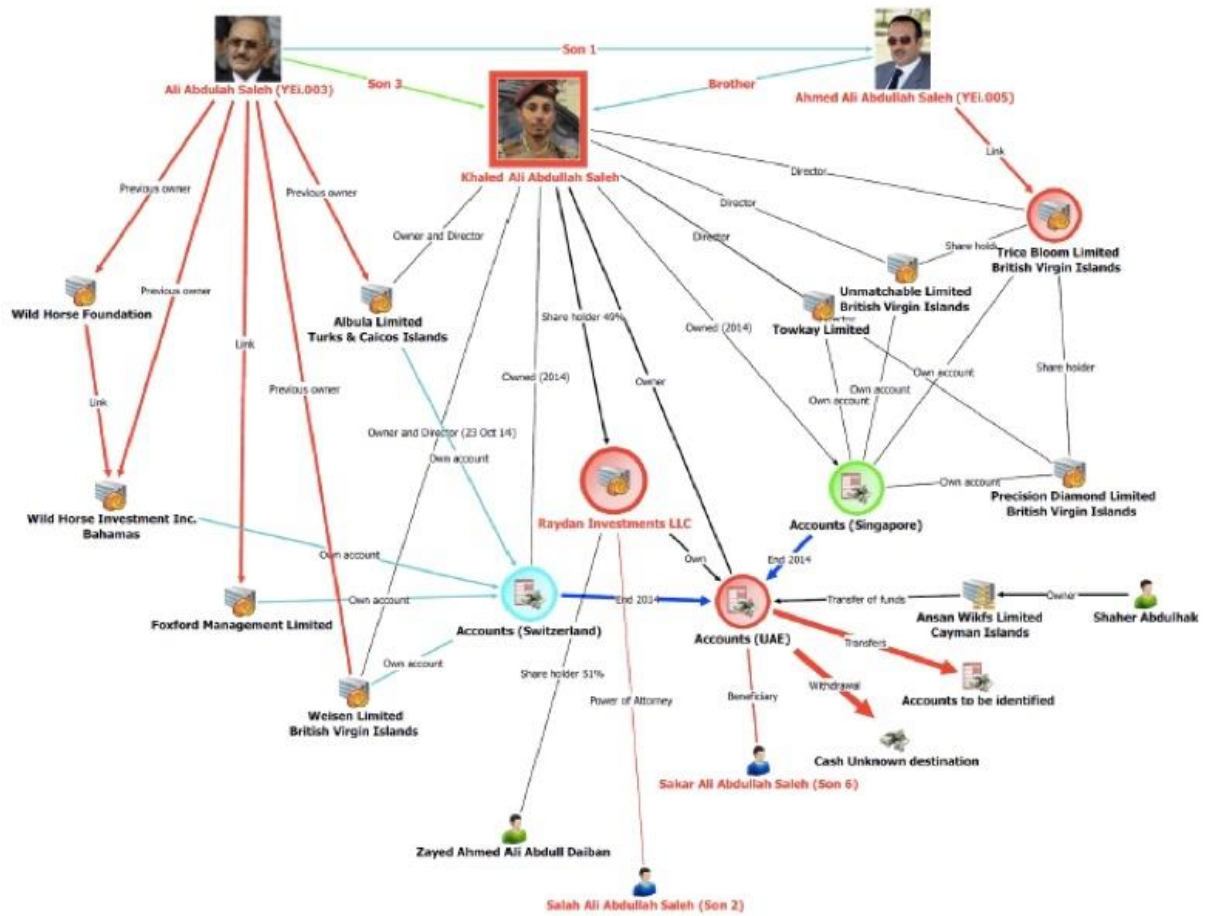 Son 1
Son 3
Brother
Ali Abdulah Saleh (YEi.003)
Ahmed Ali Abdullah Saleh (YEi.005)
Khaled Ali Abdullah Saleh
Link
Director
Director
Director
Previous owner
Previous owner
Owner and Director
Share hold
Trice Bloom Limited
British Virgin Islands
Previous owner
Unmatchable Limited
British Virgin Islands
Wild Horse Foundation
Albula Limited
Turks & Caicos Islands
Share holder 49%
Owned (2014)
Towkay Limited
Link
Owned (2014)
Owner
Own account
Share holder
Previous owner
Own account
Own account
Link
Owner and Director (23 Oct 14)
Own account
Own account
Wild Horse Investment Inc.
Bahamas
Raydan Investments LLC
Accounts (Singapore)
Precision Diamond Limited
British Virgin Islands
Own account
Own
End 2014
Own account
End 2014
Transfer of funds
Owner
Foxford Management Limited
Accounts (Switzerland)
Accounts (UAE)
Ansan Wikfs Limited
Cayman Islands
Shaher Abdulhak
Own account
Transfers
Share holder 51%
Power of Attorney
Beneficiary
Withdrawal
Accounts to be identified
Weisen Limited
British Virgin Islands
Cash Unknown destination
Sakar Ali Abdullah Saleh (Son 6)
Zayed Ahmed Ali Abdull Daiban
Salah Ali Abdullah Saleh (Son 2)